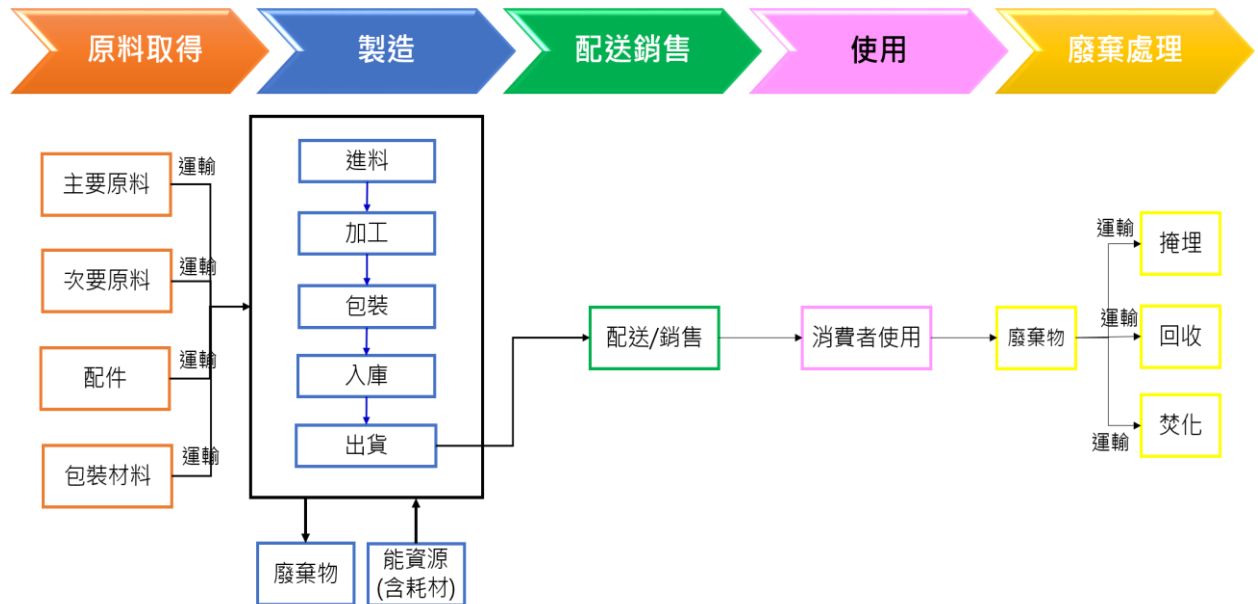 原料取得
製造
配送銷售
使用
廢棄處理
主要原料
運輸
次要原料
運輸
配件
運輸
包裝材料
運輸
進料
加工
包裝
入庫
出貨
廢棄物
能資源
(含耗材)
配送/銷售
消費者使用
廢棄物
運輸
掩埋
運輸
回收
運輸
焚化